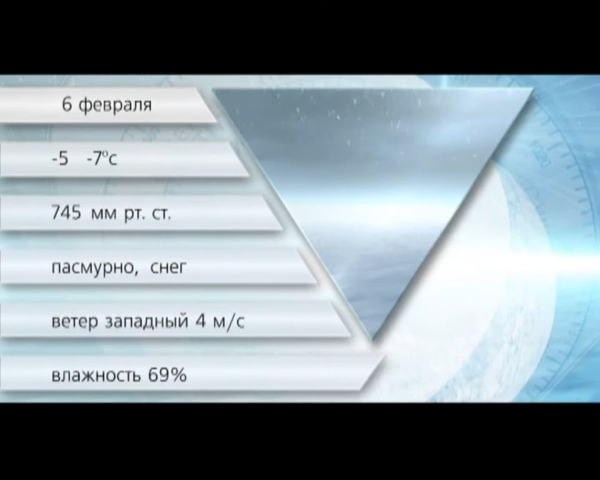 6 февраля
-5 -7°с
745 мм рт. ст.
пасмурно, снег
ветер западный 4 м/с
влажность 69%